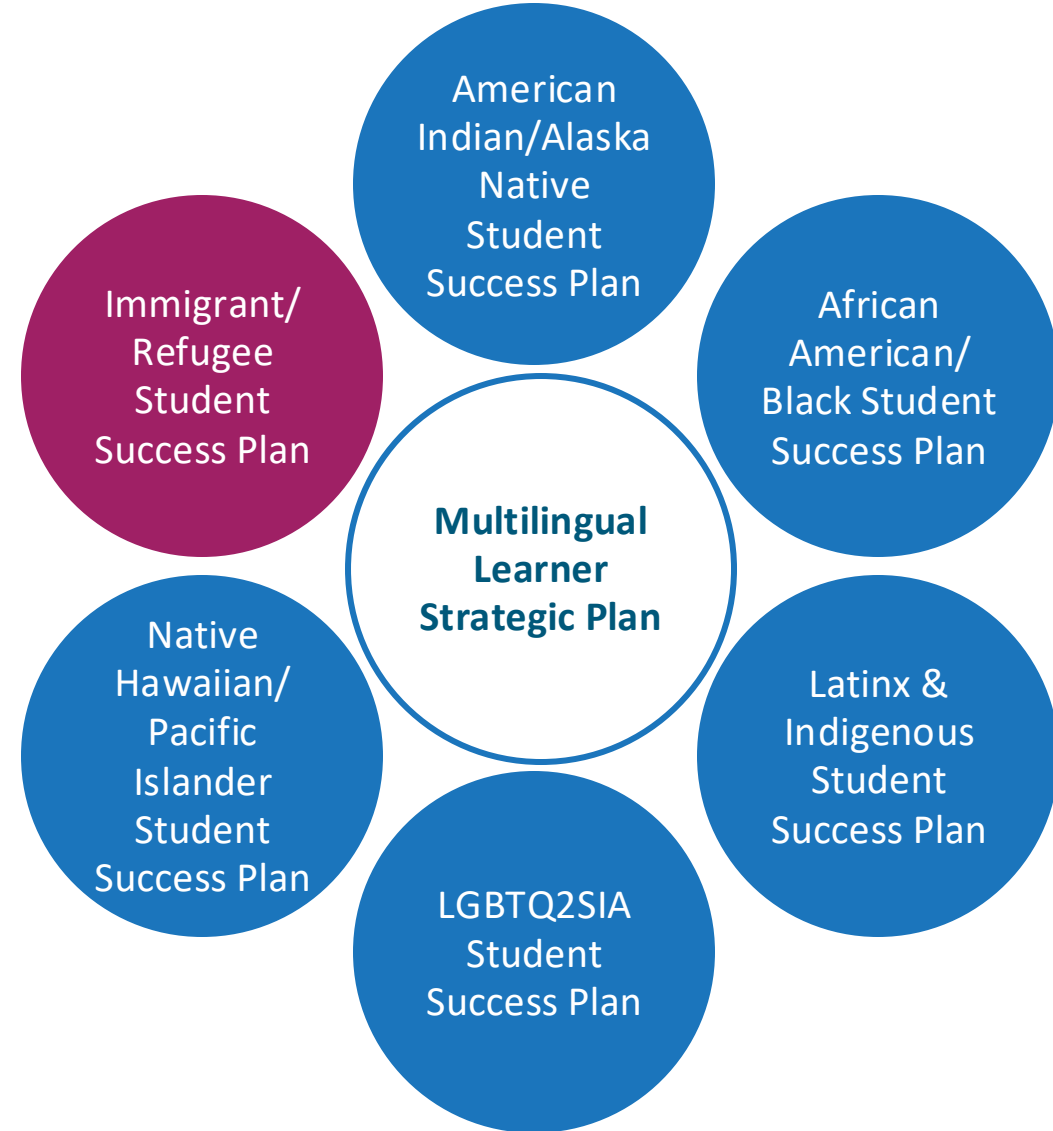 American
Indian/Alaska
Native
Student
Success Plan
African
American/
Black Student
Success Plan
Latinx &
Indigenous
Student
Success Plan
LGBTQ2SIA
Student
Success Plan
Native
Hawaiian/
Pacific
Islander
Student
Success Plan
Immigrant/
Refugee
Student
Success Plan
Multilingual
Learner
Strategic Plan